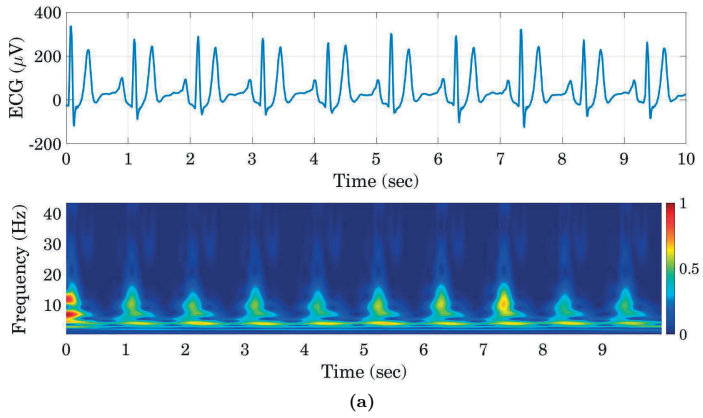 400
200
0
-200
ECG (μV)
0 1 2 3 4 5 6 7 8 9 10
Time (sec)
40
30
20
10
Frequency (Hz)
1
0.5
0
0 1 2 3 4 5 6 7 8 9
Time (sec)
(a)